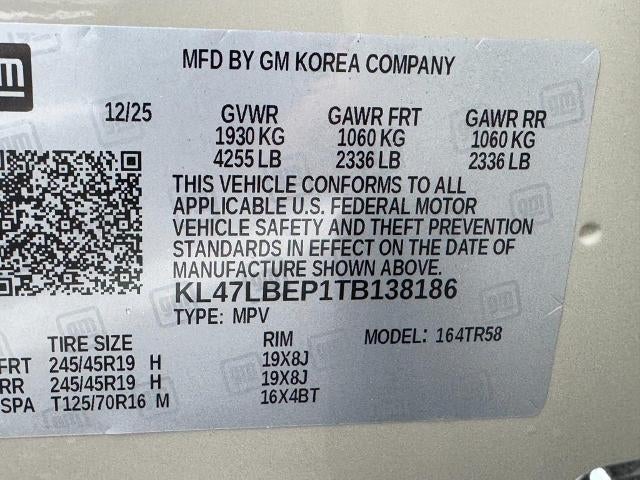 gm
MFD BY GM KOREA COMPANY
12/25 GVWR GAWR FRT GAWR RR
1930 KG 1060 KG 1060 KG
4255 LB 2336 LB 2336 LB
THIS VEHICLE CONFORMS TO ALL
APPLICABLE U.S. FEDERAL MOTOR
VEHICLE SAFETY AND THEFT PREVENTION
STANDARDS IN EFFECT ON THE DATE OF
MANUFACTURE SHOWN ABOVE.
KL47LBEP1TB138186
TYPE: MPV
TIRE SIZE RIM MODEL: 164TR58
FRT 245/45R19 H 19X8J
RR 245/45R19 H 19X8J
SPA T125/70R16 M 16X4BT